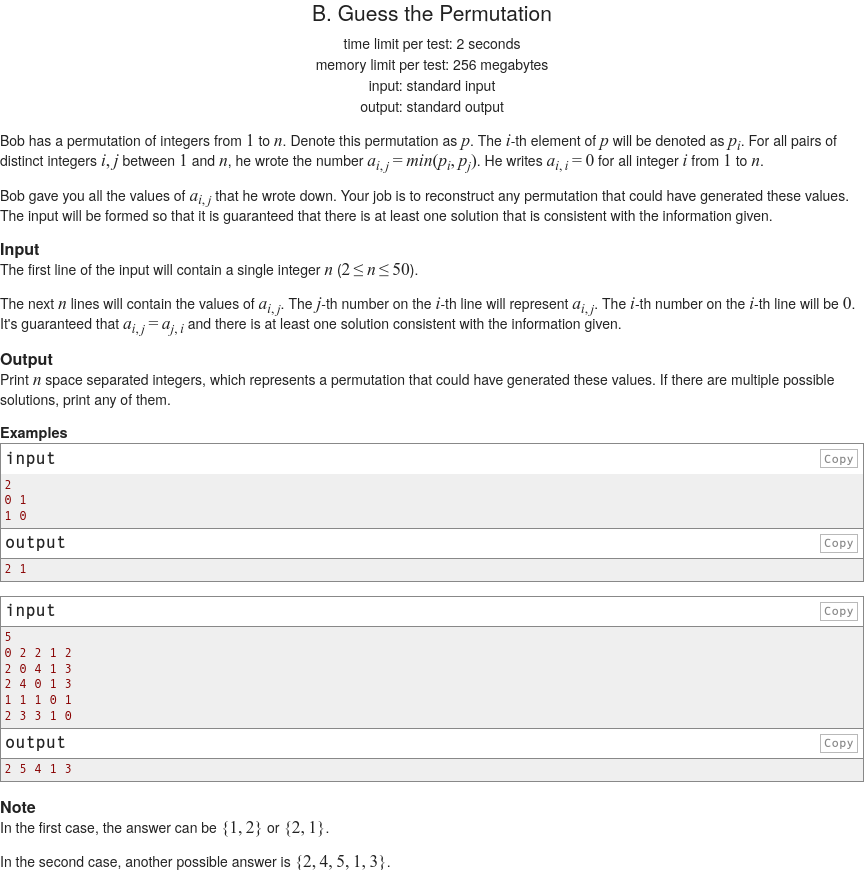 B. Guess the Permutation
time limit per test: 2 seconds
memory limit per test: 256 megabytes
input: standard input
output: standard output
Bob has a permutation of integers from 1 to n. Denote this permutation as p. The i-th element of p will be denoted as p_i. For all pairs of
distinct integers i, j between 1 and n, he wrote the number a_{i, j} = min(p_i, p_j). He writes a_{i, i} = 0 for all integer i from 1 to n.
Bob gave you all the values of a_{i, j} that he wrote down. Your job is to reconstruct any permutation that could have generated these values.
The input will be formed so that it is guaranteed that there is at least one solution that is consistent with the information given.
Input
The first line of the input will contain a single integer n (2 ≤ n ≤ 50).
The next n lines will contain the values of a_{i, j}. The j-th number on the i-th line will represent a_{i, j}. The i-th number on the i-th line will be 0.
It's guaranteed that a_{i, j} = a_{j, i} and there is at least one solution consistent with the information given.
Output
Print n space separated integers, which represents a permutation that could have generated these values. If there are multiple possible
solutions, print any of them.
Examples
input Copy
2
0 1
1 0
output Copy
2 1
input Copy
5
0 2 2 1 2
2 0 4 1 3
2 4 0 1 3
1 1 1 0 1
2 3 3 1 0
output Copy
2 5 4 1 3
Note
In the first case, the answer can be {1, 2} or {2, 1}.
In the second case, another possible answer is {2, 4, 5, 1, 3}.